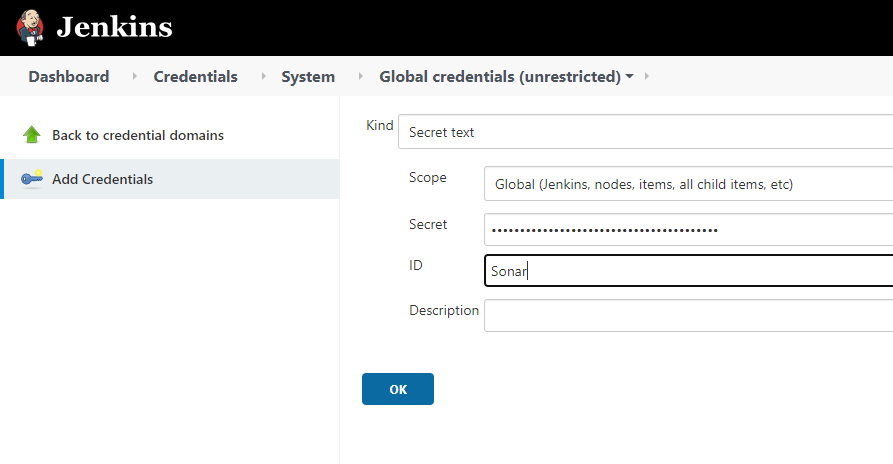 Jenkins
Dashboard Credentials System Global credentials (unrestricted)
Back to credential domains
Add Credentials
Kind Secret text
Scope Global (Jenkins, nodes, items, all child items, etc)
Secret ••••••••••••••••••••••••••••••••••••••••
ID Sonar
Description
OK